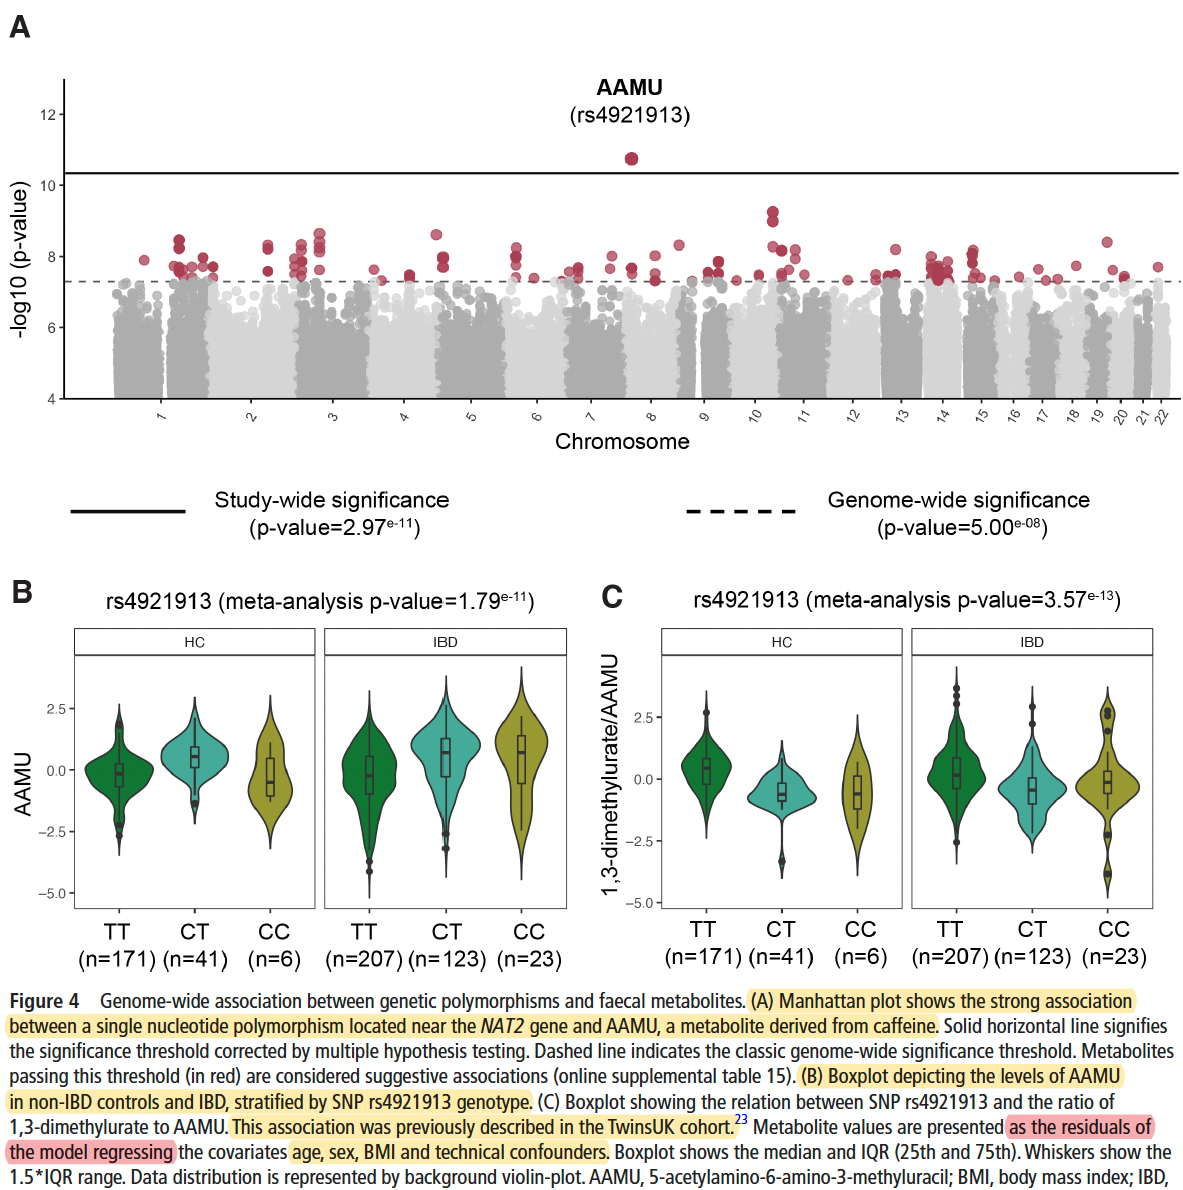 A
AAMU
(rs4921913)
12
10
8
6
4
-log10 (p-value)
1 2 3 4 5 6 7 8 9 10 11 12 13 14 15 16 17 18 19 20 21 22
Chromosome
Study-wide significance
(p-value=2.97e-11)
Genome-wide significance
(p-value=5.00e-08)
B
rs4921913 (meta-analysis p-value=1.79e-11)
HC
IBD
2.5
0.0
−2.5
−5.0
AAMU
TT CT CC TT CT CC
(n=171) (n=41) (n=6) (n=207) (n=123) (n=23)
C
rs4921913 (meta-analysis p-value=3.57e-13)
HC
IBD
2.5
0.0
−2.5
−5.0
1,3-dimethylurate/AAMU
TT CT CC TT CT CC
(n=171) (n=41) (n=6) (n=207) (n=123) (n=23)
Figure 4 Genome-wide association between genetic polymorphisms and faecal metabolites. (A) Manhattan plot shows the strong association
between a single nucleotide polymorphism located near the NAT2 gene and AAMU, a metabolite derived from caffeine. Solid horizontal line signifies
the significance threshold corrected by multiple hypothesis testing. Dashed line indicates the classic genome-wide significance threshold. Metabolites
passing this threshold (in red) are considered suggestive associations (online supplemental table 15). (B) Boxplot depicting the levels of AAMU
in non-IBD controls and IBD, stratified by SNP rs4921913 genotype. (C) Boxplot showing the relation between SNP rs4921913 and the ratio of
1,3-dimethylurate to AAMU. This association was previously described in the TwinsUK cohort.23 Metabolite values are presented as the residuals of
the model regressing the covariates age, sex, BMI and technical confounders. Boxplot shows the median and IQR (25th and 75th). Whiskers show the
1.5*IQR range. Data distribution is represented by background violin-plot. AAMU, 5-acetylamino-6-amino-3-methyluracil; BMI, body mass index; IBD,